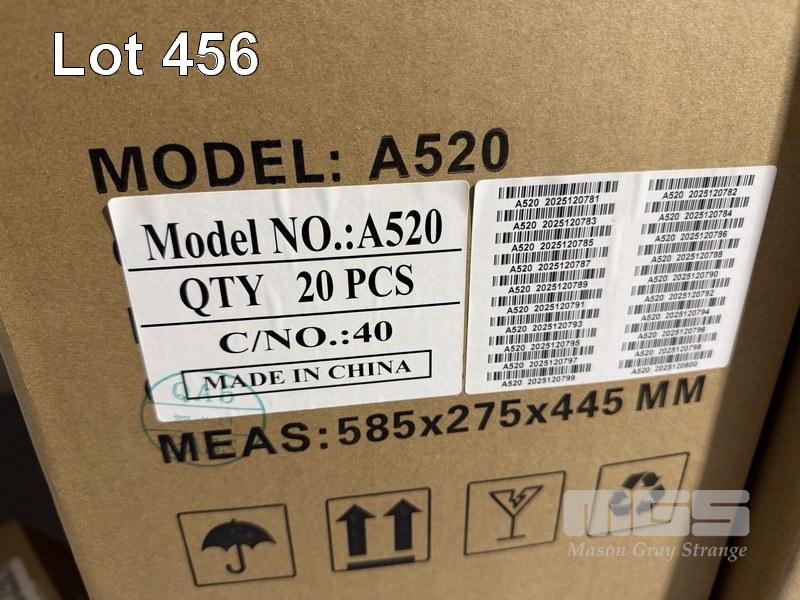 Lot 456
MODEL: A520
Model NO.:A520
QTY 20 PCS
C/NO.:40
MADE IN CHINA
QA6
A520 2025120781
A520 2025120782
A520 2025120783
A520 2025120784
A520 2025120785
A520 2025120786
A520 2025120787
A520 2025120788
A520 2025120789
A520 2025120790
A520 2025120791
A520 2025120792
A520 2025120793
A520 2025120794
A520 2025120795
A520 2025120796
A520 2025120797
A520 2025120798
A520 2025120799
A520 2025120800
MEAS:585x275x445 MM
MGS
Mason Gray Strange